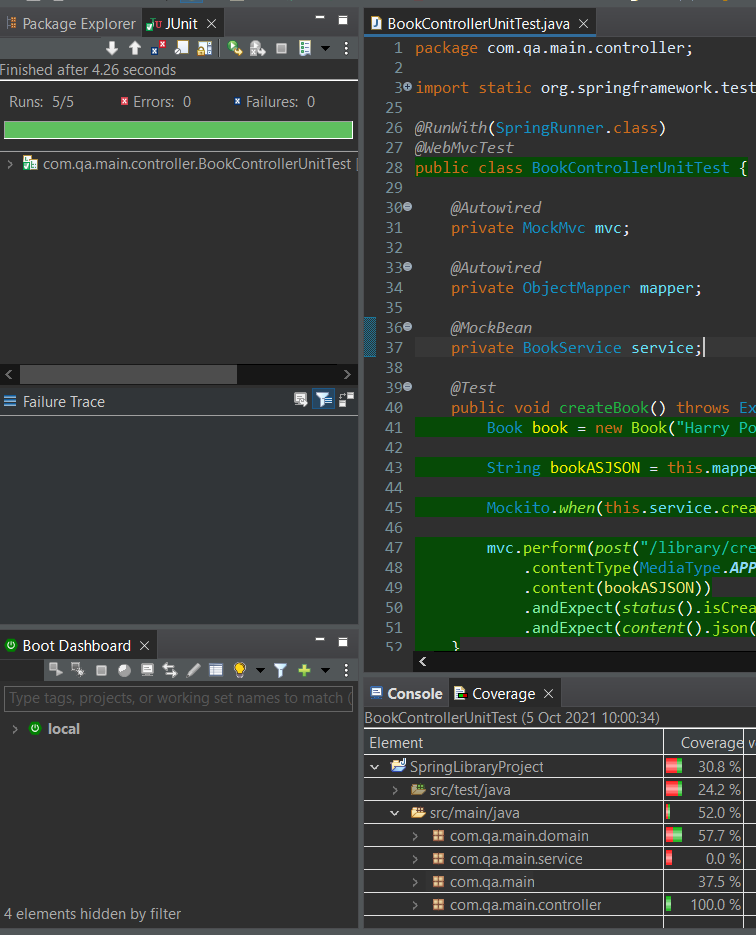 Package Explorer
JUnit
Finished after 4.26 seconds
Runs: 5/5
Errors: 0
Failures: 0
com.qa.main.controller.BookControllerUnitTest [
Failure Trace
Boot Dashboard
Type tags, projects, or working set names to match (
local
4 elements hidden by filter
BookControllerUnitTest.java
1 package com.qa.main.controller;
2
3 import static org.springframework.test
25
26 @RunWith(SpringRunner.class)
27 @WebMvcTest
28 public class BookControllerUnitTest {
29
30 @Autowired
31 private MockMvc mvc;
32
33 @Autowired
34 private ObjectMapper mapper;
35
36 @MockBean
37 private BookService service;
38
39 @Test
40 public void createBook() throws Ex
41 Book book = new Book("Harry Po
42
43 String bookASJSON = this.mappe
44
45 Mockito.when(this.service.crea
46
47 mvc.perform(post("/library/cre
48 .contentType(MediaType.APP
49 .content(bookASJSON))
50 .andExpect(status().isCrea
51 .andExpect(content().json(
52 }
Console
Coverage
BookControllerUnitTest (5 Oct 2021 10:00:34)
Element Coverage
SpringLibraryProject 30.8 %
src/test/java 24.2 %
src/main/java 52.0 %
com.qa.main.domain 57.7 %
com.qa.main.service 0.0 %
com.qa.main 37.5 %
com.qa.main.controller 100.0 %